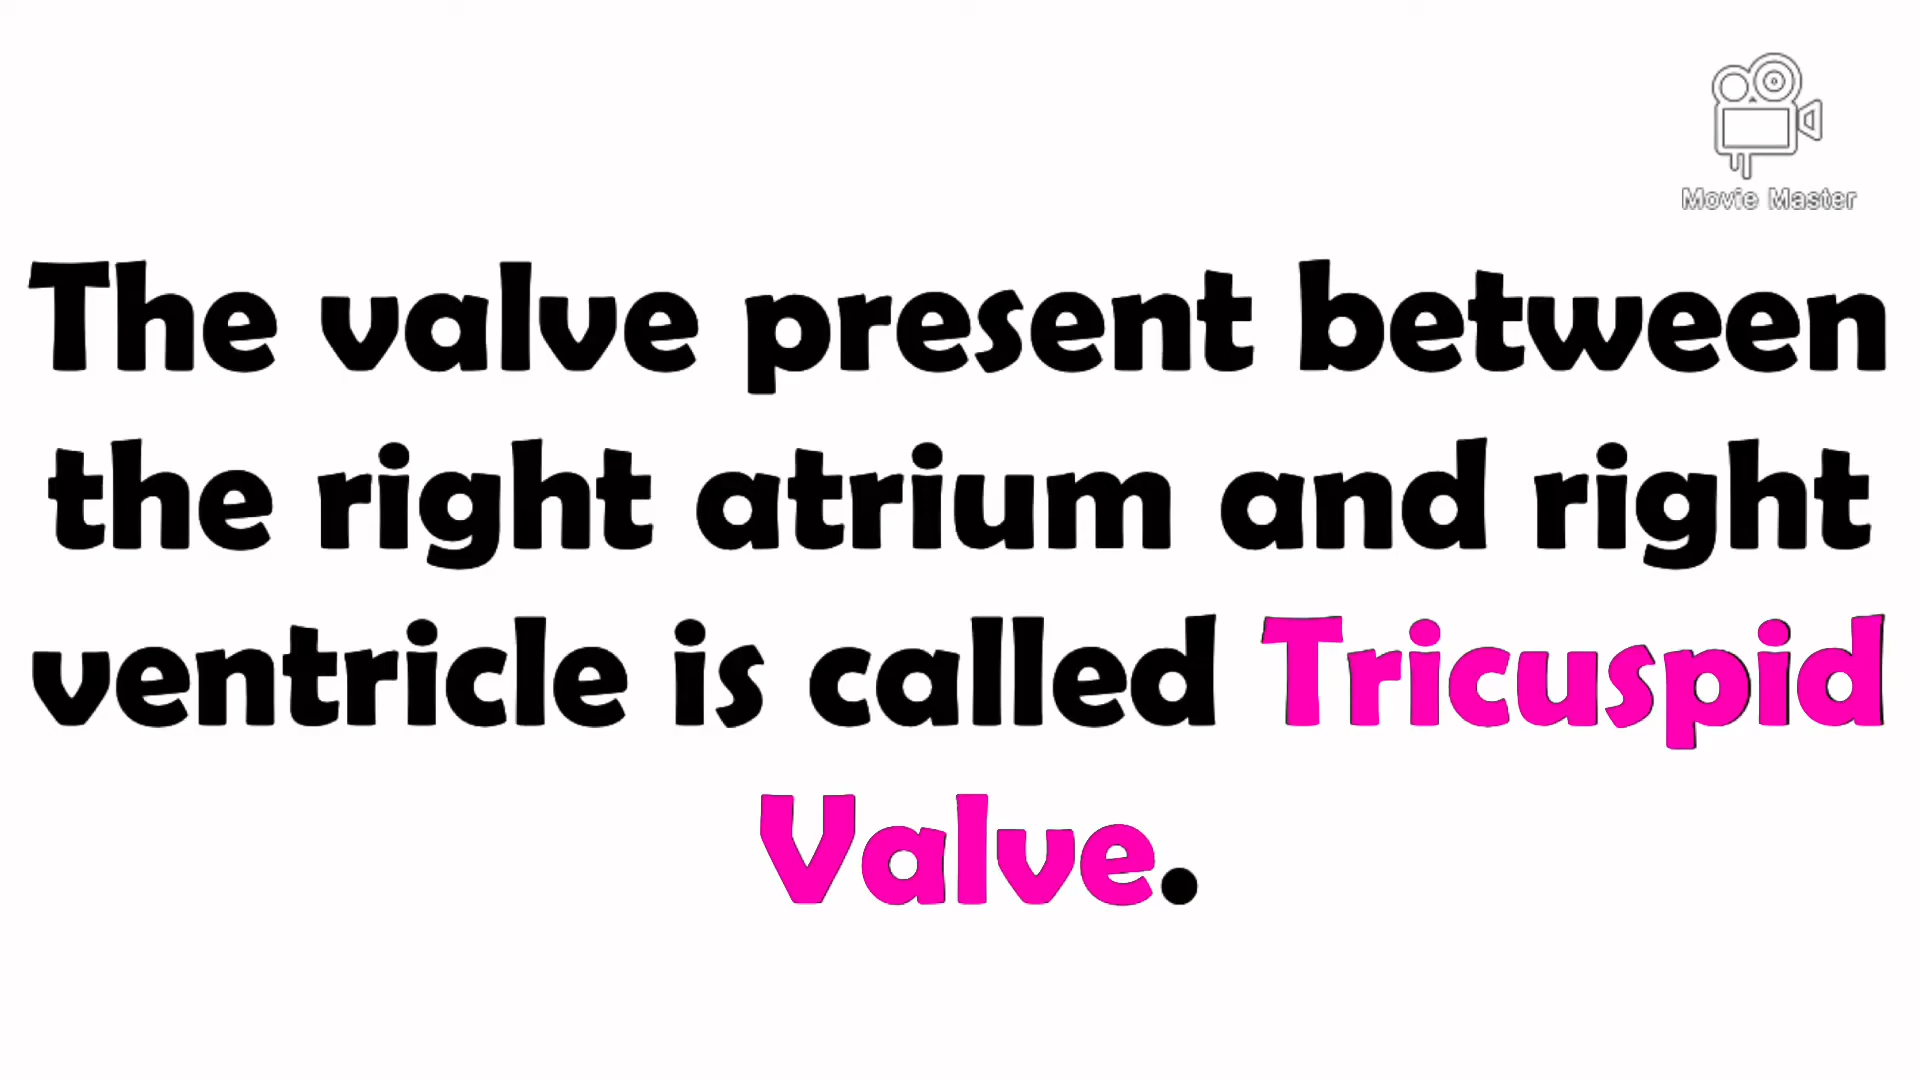 Movie Master
The valve present between
the right atrium and right
ventricle is called Tricuspid
Valve.